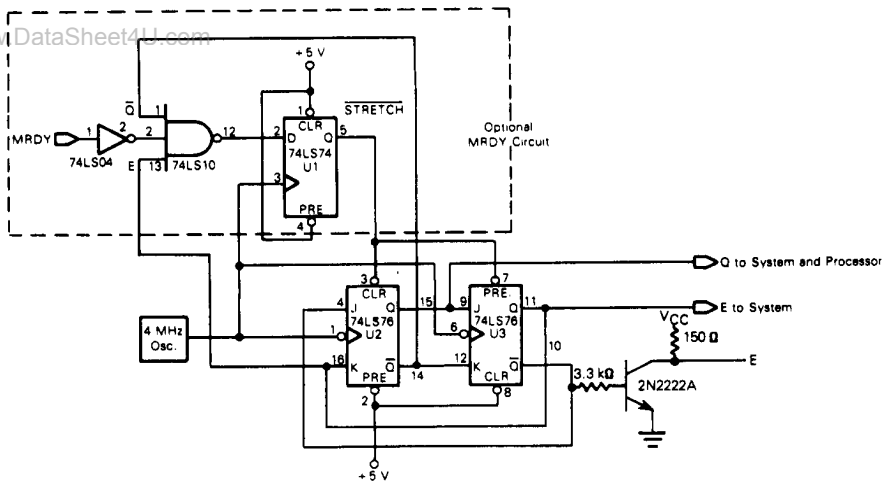 w.DataSheet4U.com
+5 V
Q
1
STRETCH
1
CLR
MRDY
1
2
2
12
2
D
Q
5
Optional
MRDY Circuit
74LS04
E
13
74LS10
74LS74
U1
3
PRE
4
3
CLR
7
PRE
Q to System and Processor
4
J
Q
15
9
J
Q
11
E to System
4 MHz
Osc.
1
74LS76
U2
6
74LS76
U3
10
VCC
150 Ω
16
K
Q
14
12
K
Q
3.3 kΩ
E
PRE
2
CLR
8
2N2222A
+5 V